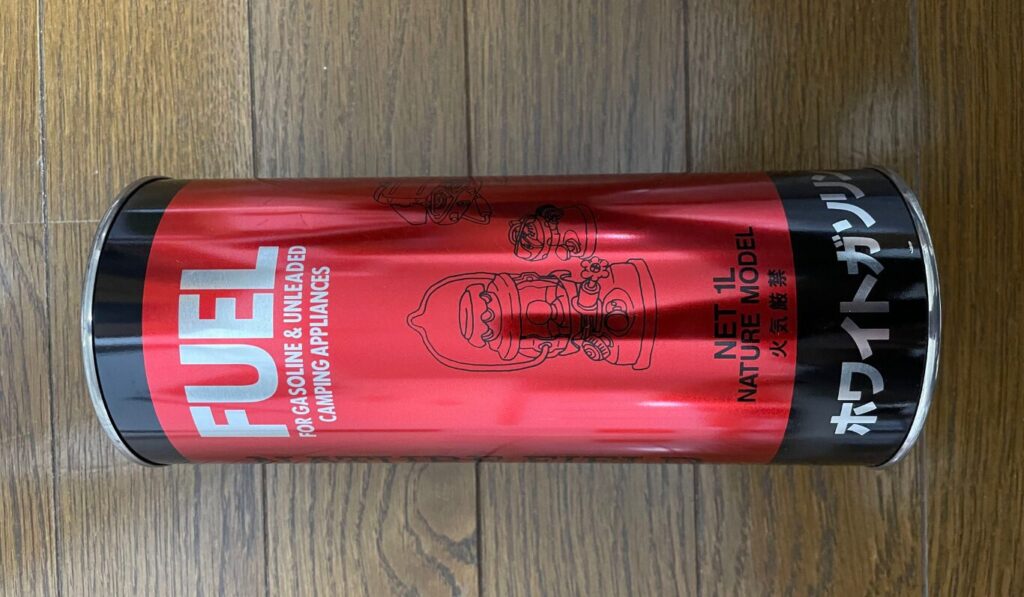 FUEL
FOR GASOLINE & UNLEADED
CAMPING APPLIANCES
NET 1L
NATURE MODEL
火気厳禁
ホワイトガソリン